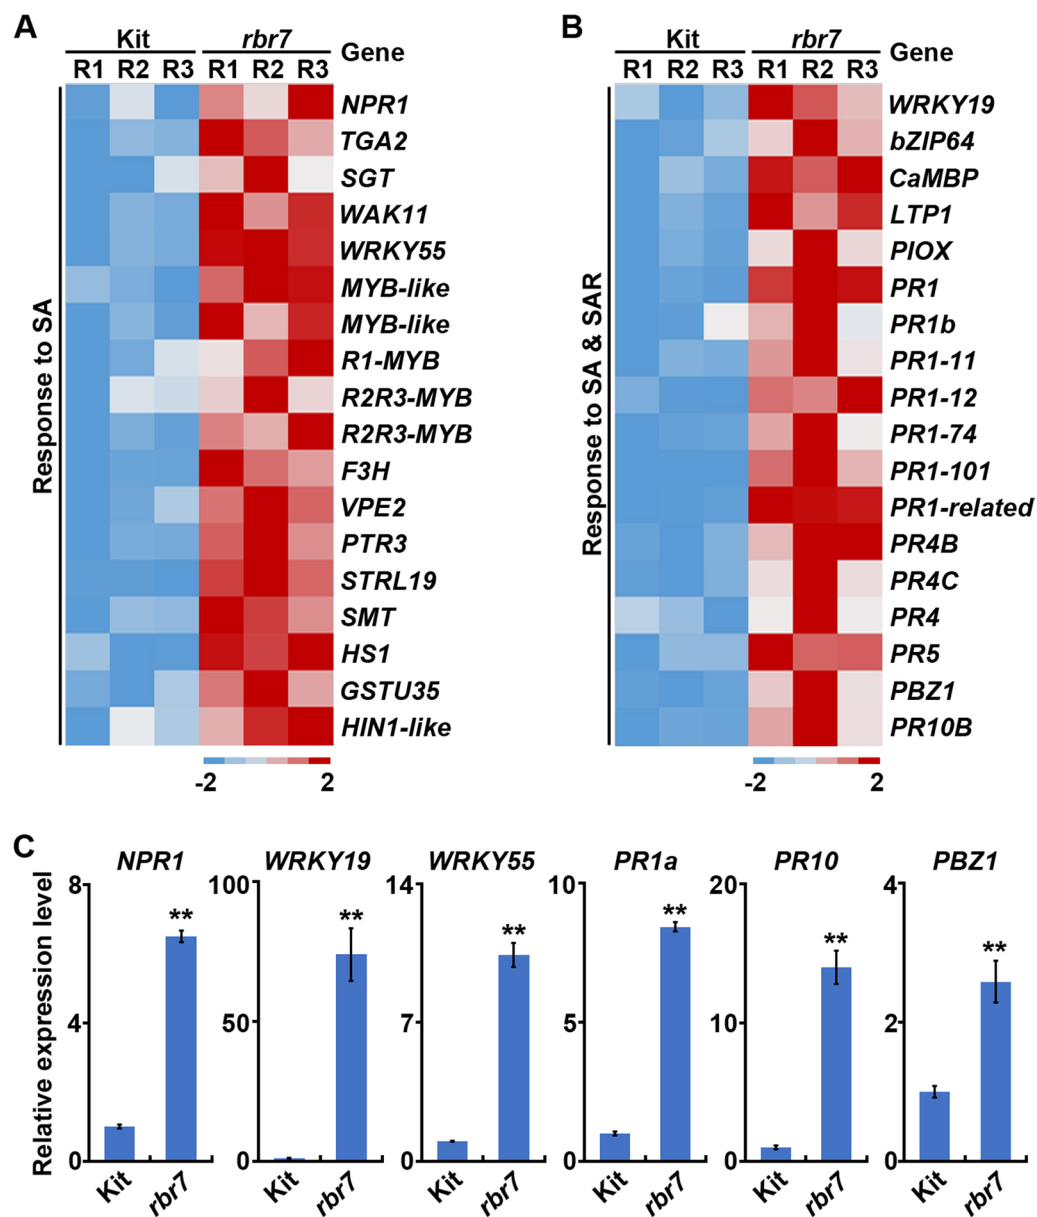 A
Kit rbr7 Gene
R1 R2 R3 R1 R2 R3
Response to SA
NPR1
TGA2
SGT
WAK11
WRKY55
MYB-like
MYB-like
R1-MYB
R2R3-MYB
R2R3-MYB
F3H
VPE2
PTR3
STRL19
SMT
HS1
GSTU35
HIN1-like
-2 2
B
Kit rbr7 Gene
R1 R2 R3 R1 R2 R3
Response to SA & SAR
WRKY19
bZIP64
CaMBP
LTP1
PIOX
PR1
PR1b
PR1-11
PR1-12
PR1-74
PR1-101
PR1-related
PR4B
PR4C
PR4
PR5
PBZ1
PR10B
-2 2
C
Relative expression level
NPR1
8
4
0
**
Kit rbr7
WRKY19
100
50
0
**
Kit rbr7
WRKY55
14
7
0
**
Kit rbr7
PR1a
10
5
0
**
Kit rbr7
PR10
20
10
0
**
Kit rbr7
PBZ1
4
2
0
**
Kit rbr7